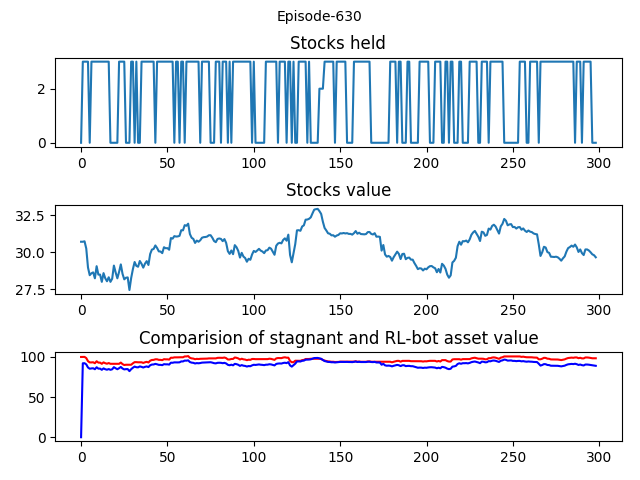 Episode-630
Stocks held
2
0
0 50 100 150 200 250 300
Stocks value
32.5
30.0
27.5
0 50 100 150 200 250 300
Comparision of stagnant and RL-bot asset value
100
50
0
0 50 100 150 200 250 300